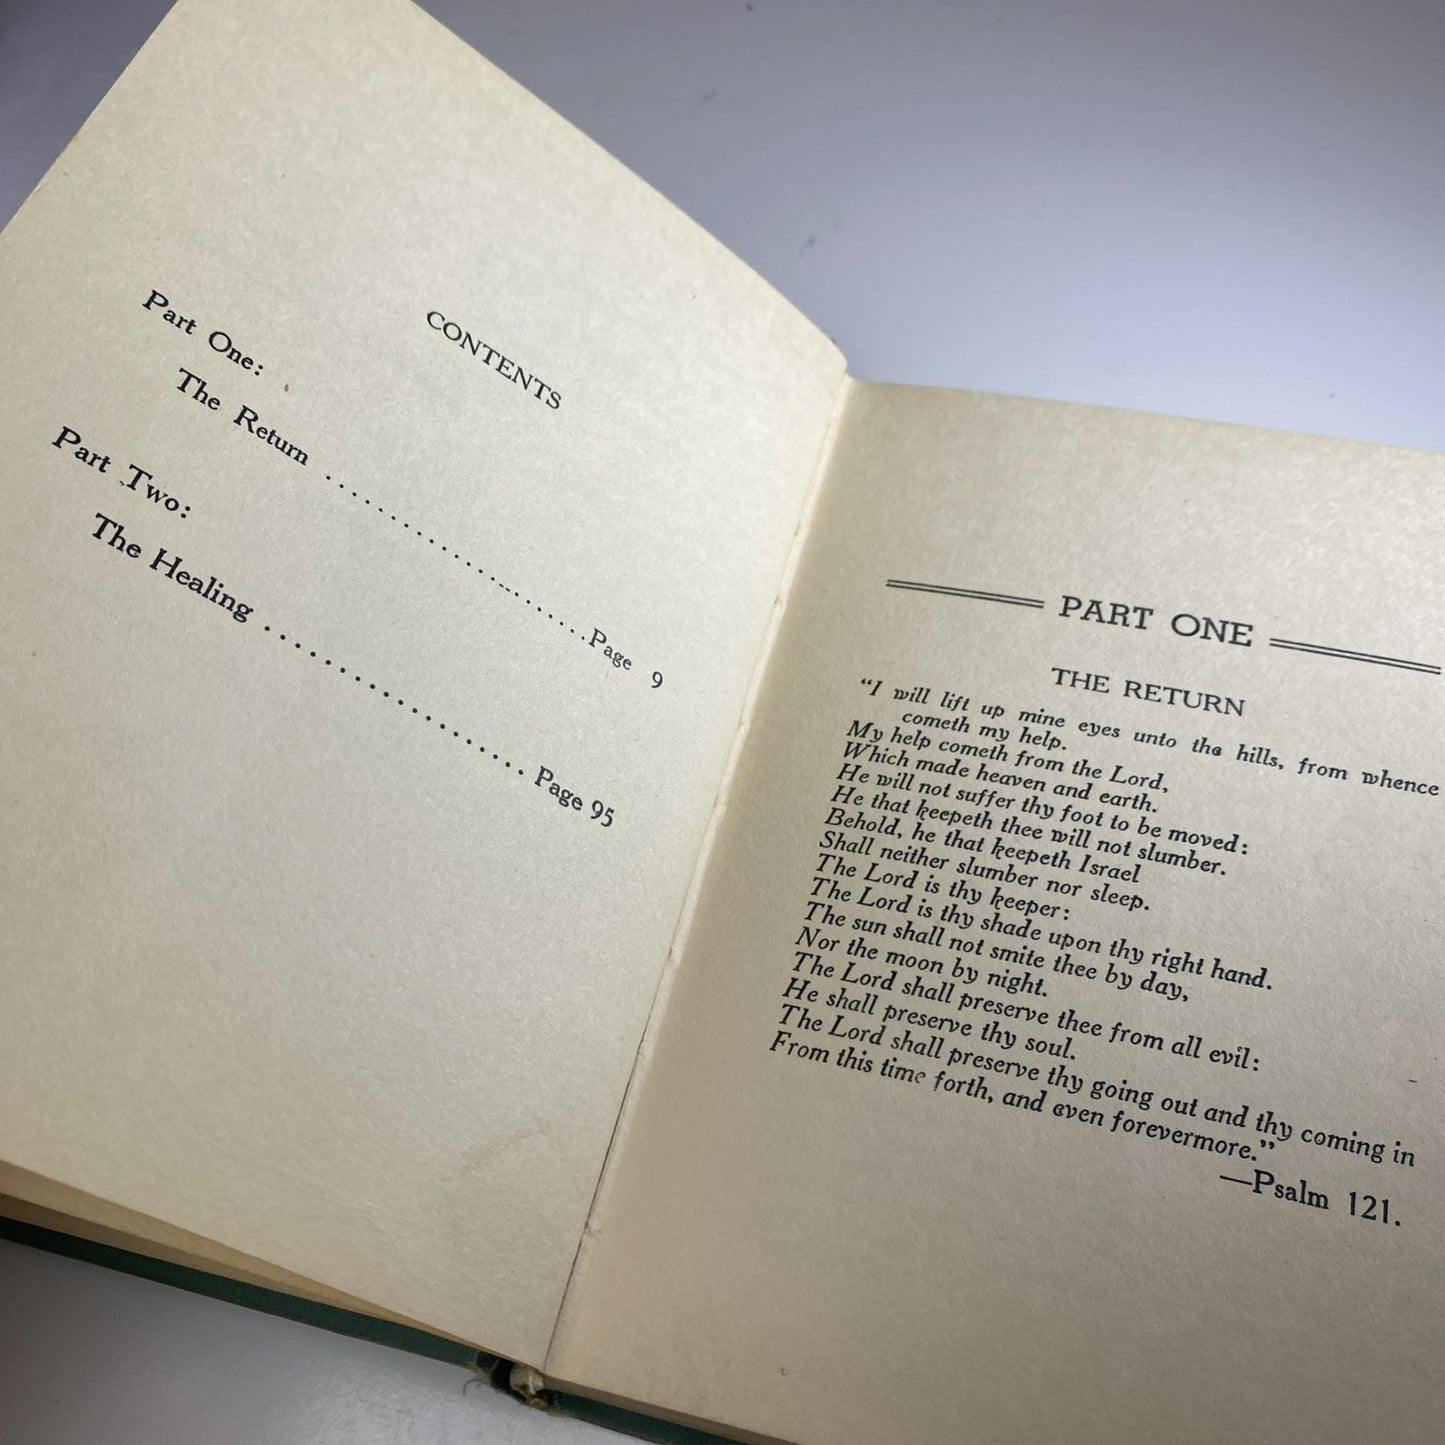 CONTENTS
Part One:
The Return ........................Page 9
Part Two:
The Healing ....................Page 95
PART ONE
THE RETURN
“I will lift up mine eyes unto the hills, from whence
cometh my help.
My help cometh from the Lord,
Which made heaven and earth.
He will not suffer thy foot to be moved:
He that keepeth thee will not slumber.
Behold, he that keepeth Israel
Shall neither slumber nor sleep.
The Lord is thy keeper:
The Lord is thy shade upon thy right hand.
The sun shall not smite thee by day,
Nor the moon by night.
The Lord shall preserve thee from all evil:
He shall preserve thy soul.
The Lord shall preserve thy going out and thy coming in
From this time forth, and even forevermore.”
—Psalm 121.